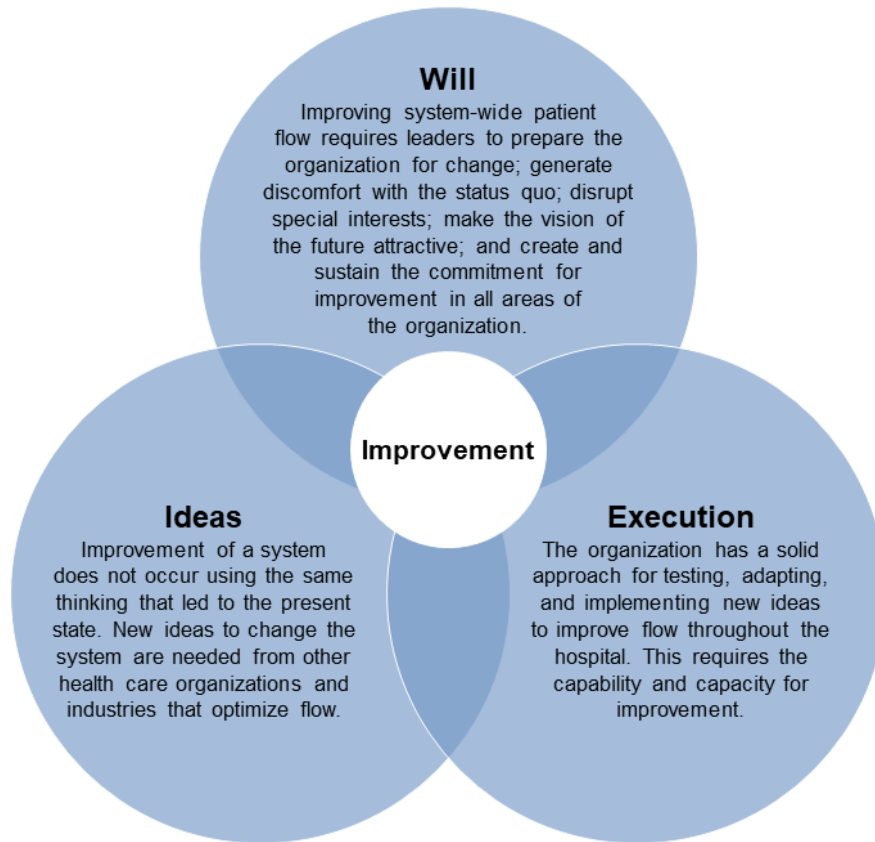 Will
Improving system-wide patient
flow requires leaders to prepare the
organization for change; generate
discomfort with the status quo; disrupt
special interests; make the vision of
the future attractive; and create and
sustain the commitment for
improvement in all areas of
the organization.
Improvement
Ideas
Improvement of a system
does not occur using the same
thinking that led to the present
state. New ideas to change the
system are needed from other
health care organizations and
industries that optimize flow.
Execution
The organization has a solid
approach for testing, adapting,
and implementing new ideas
to improve flow throughout the
hospital. This requires the
capability and capacity for
improvement.